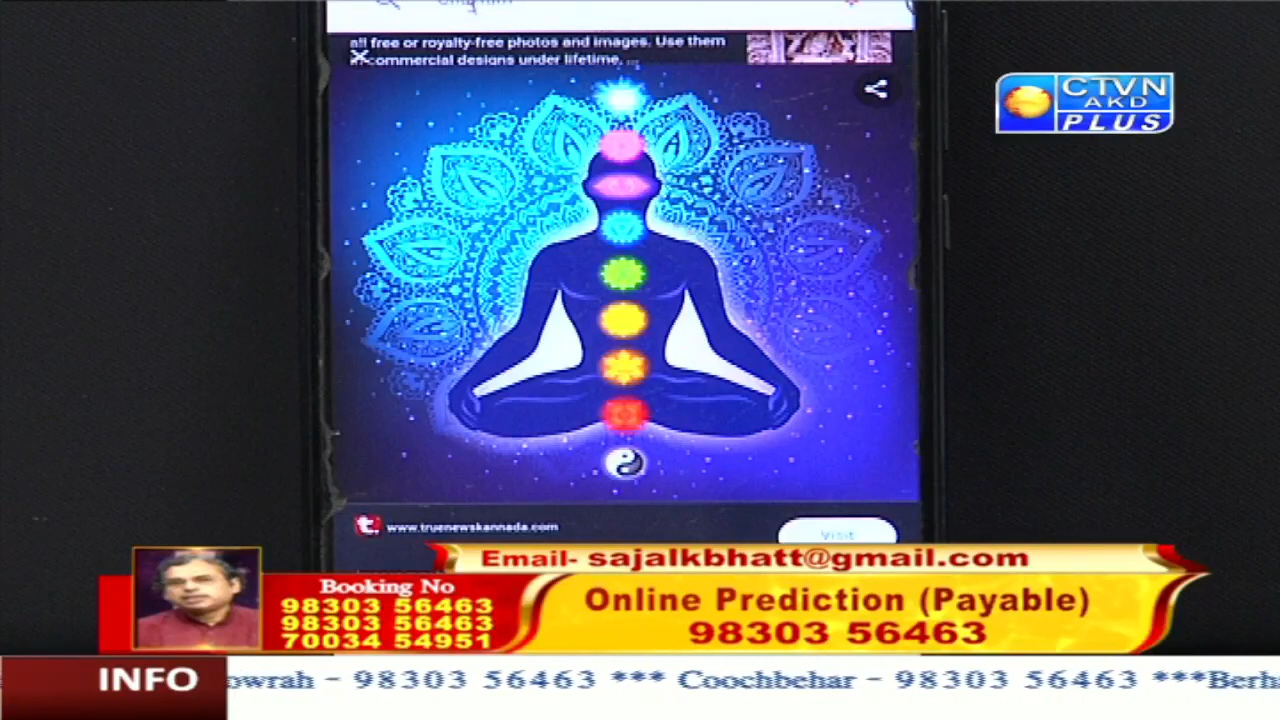 free or royalty-free photos and images. Use them
commercial designs under lifetime, ...
CTVN
AKD
PLUS
www.truenewskannada.com
Visit
Email- sajalkbhatt@gmail.com
Booking No
98303 56463
98303 56463
70034 54951
Online Prediction (Payable)
98303 56463
INFO
owrah - 98303 56463 *** Coochbehar - 98303 56463 ***Berh